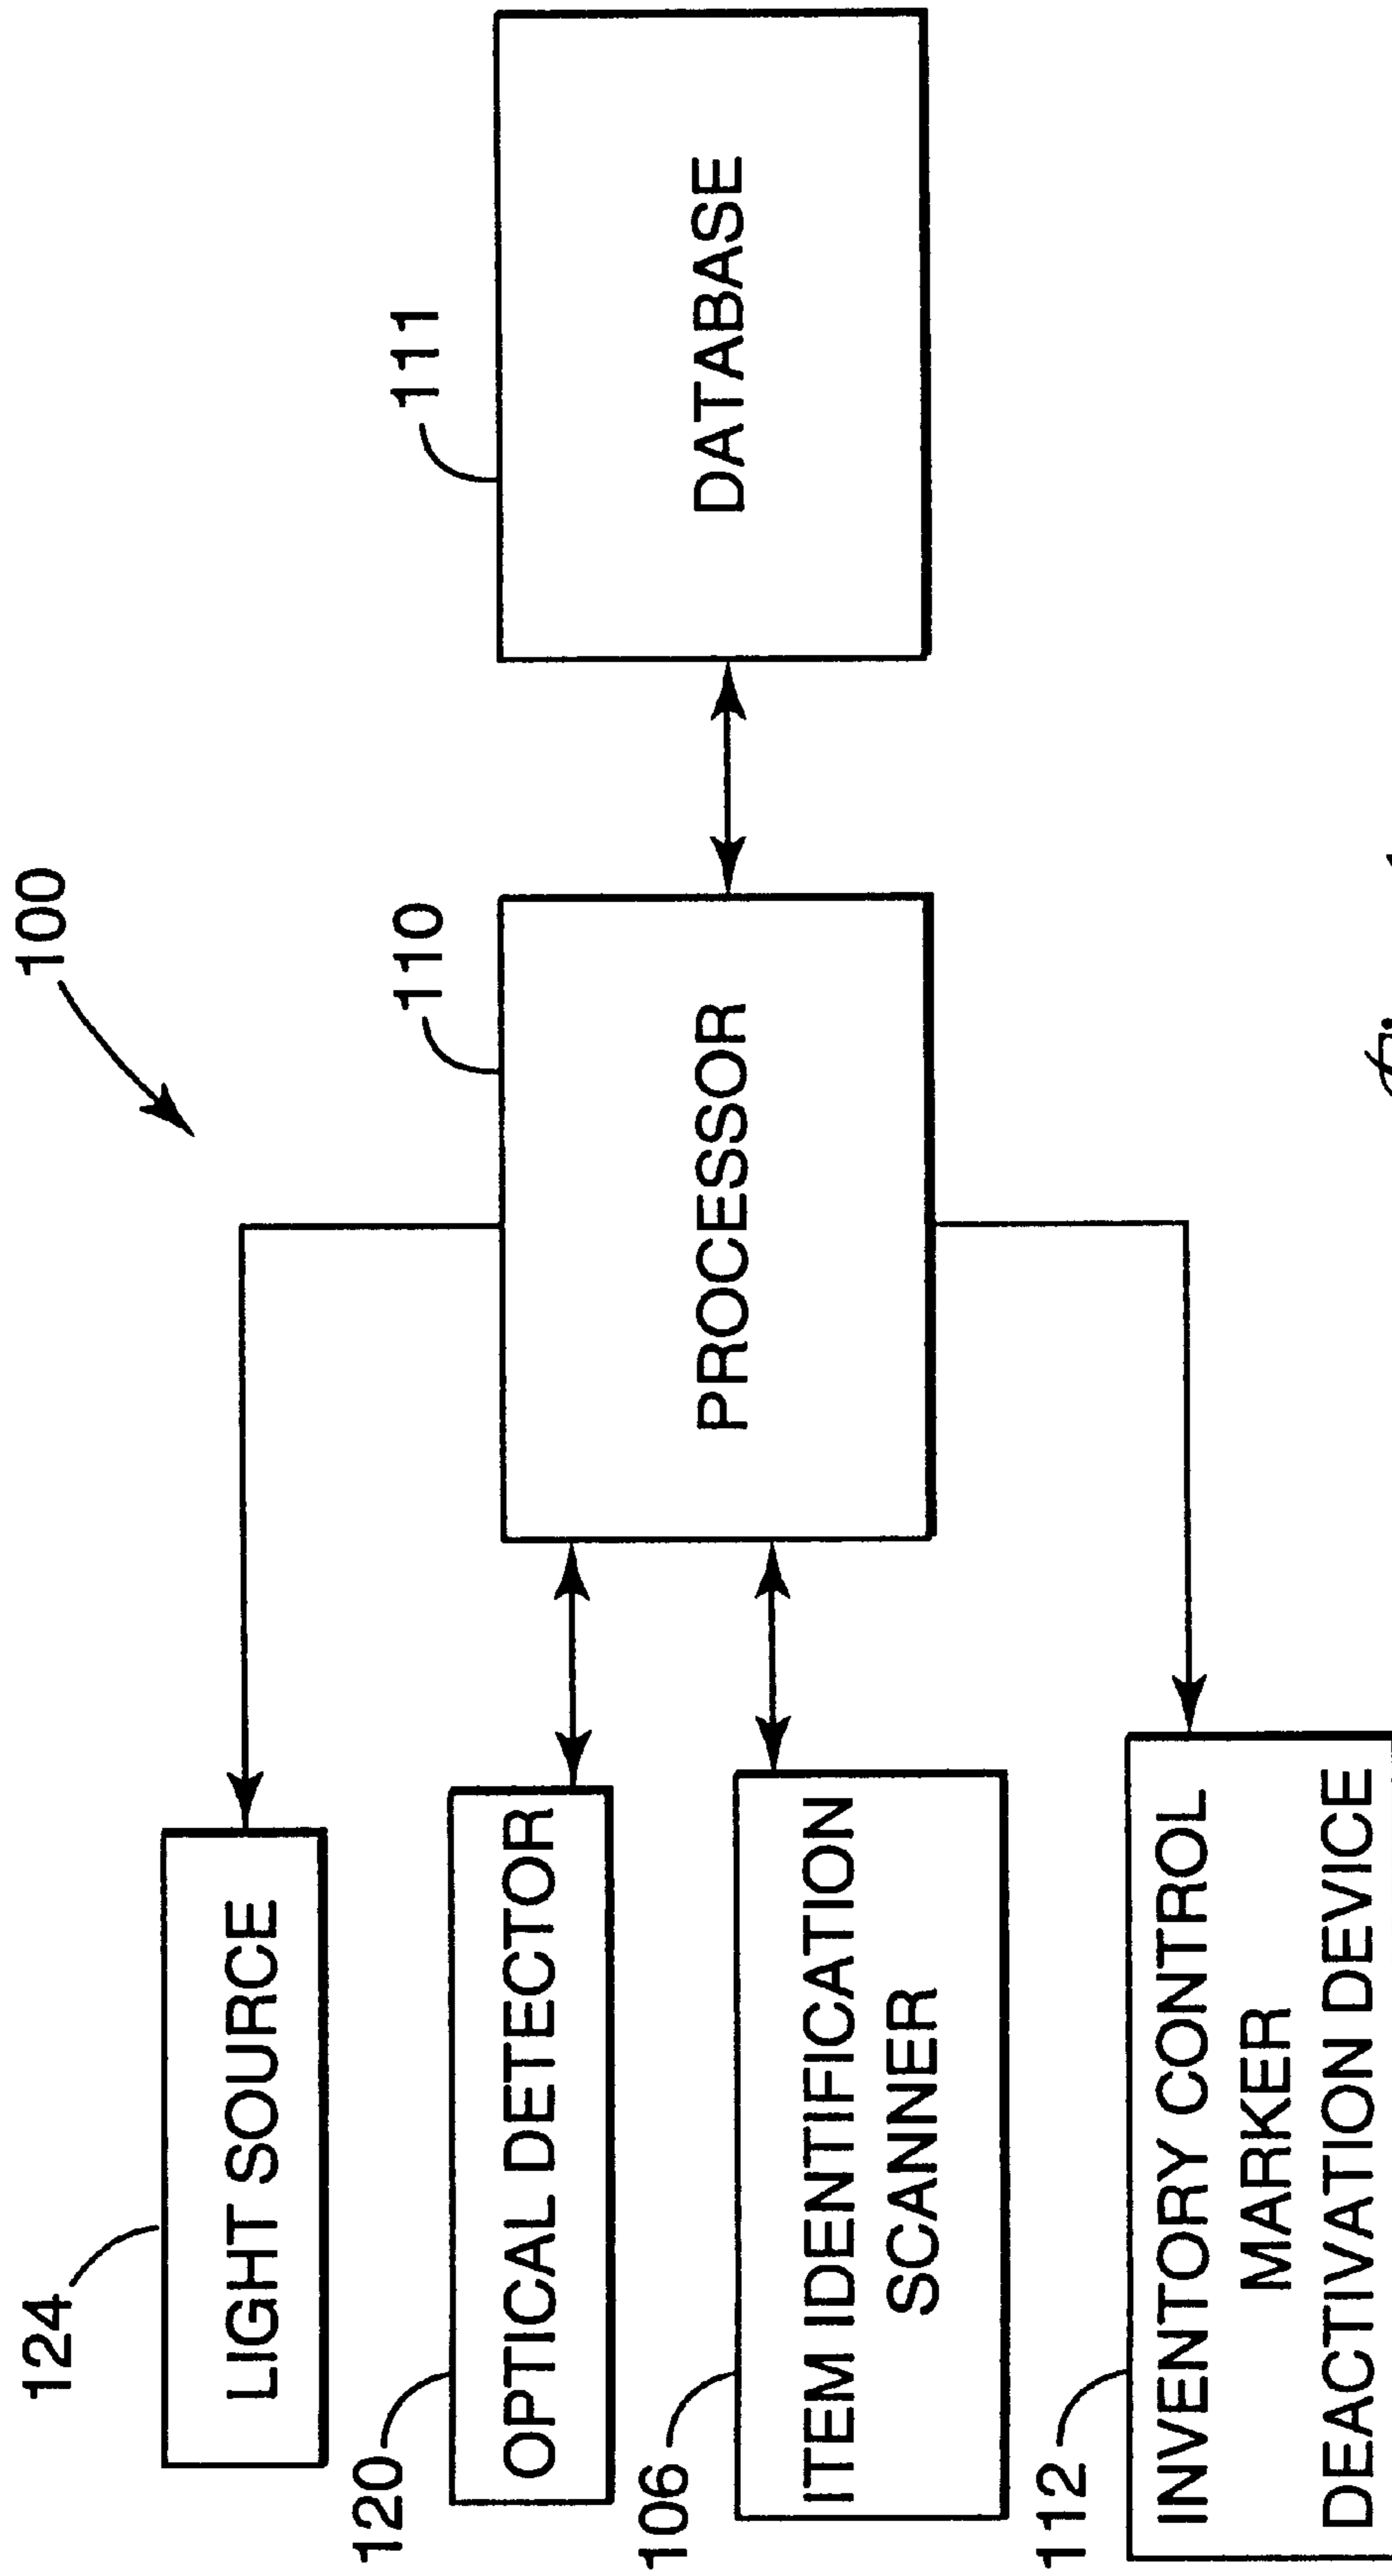 100
124
LIGHT SOURCE
120
OPTICAL DETECTOR
106
ITEM IDENTIFICATION
SCANNER
112
INVENTORY CONTROL
MARKER
DEACTIVATION DEVICE
110
PROCESSOR
111
DATABASE